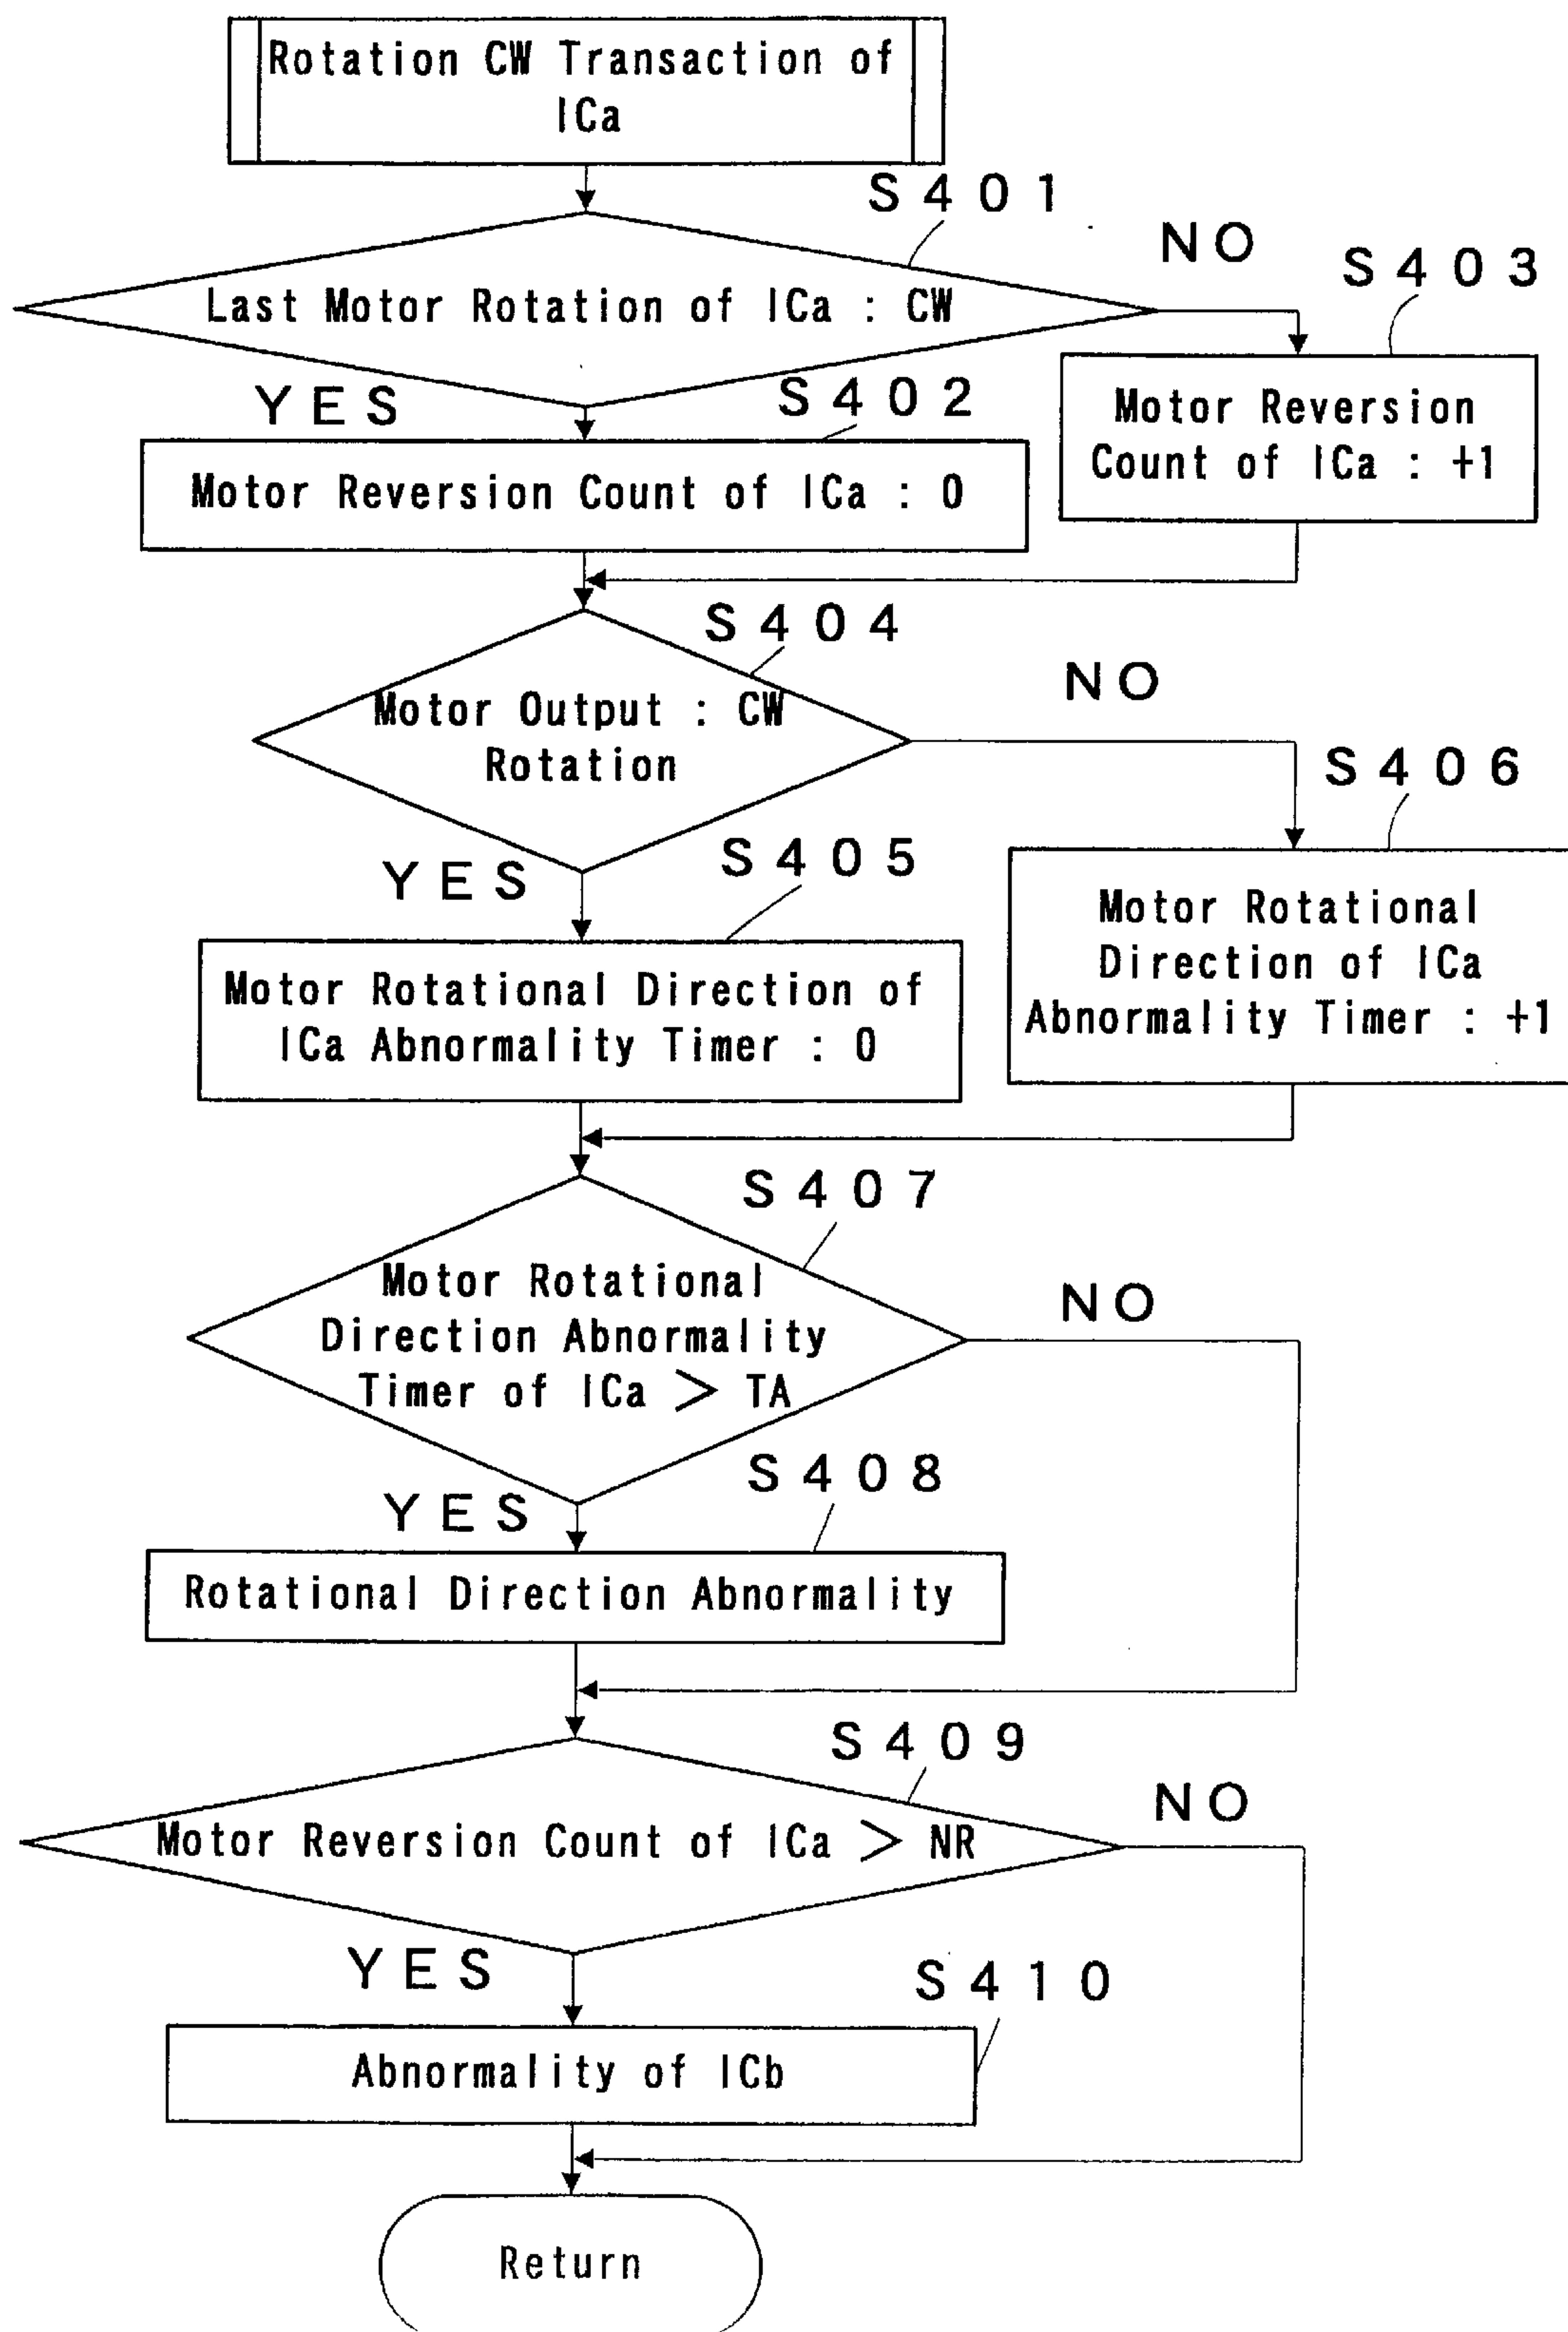 Rotation CW Transaction of
ICa
S401
NO
S403
Last Motor Rotation of ICa : CW
YES
S402
Motor Reversion
Count of ICa : +1
Motor Reversion Count of ICa : 0
S404
NO
Motor Output : CW
Rotation
S406
YES
S405
Motor Rotational
Direction of ICa
Abnormality Timer : +1
Motor Rotational Direction of
ICa Abnormality Timer : 0
S407
NO
Motor Rotational
Direction Abnormality
Timer of ICa > TA
S408
YES
Rotational Direction Abnormality
S409
NO
Motor Reversion Count of ICa > NR
YES
S410
Abnormality of ICb
Return